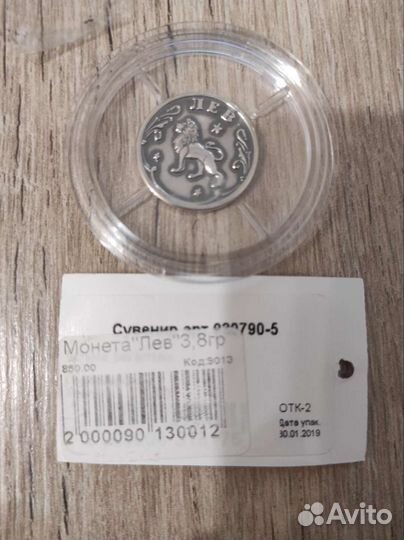 ЛЕВ
Сувенир арт 030790-5
Монета"Лев"3,8гр
850.00 Код:9013
2 000090 130012
ОТК-2
Дата упак.
30.01.2019
Avito